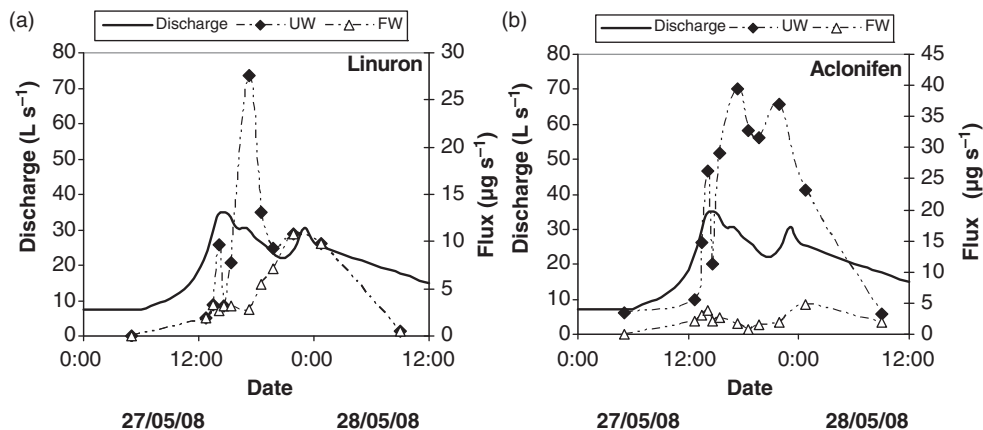 (a)
Discharge UW FW
Linuron
80
70
60
50
40
30
20
10
0
Discharge (L s⁻¹)
30
25
20
15
10
5
0
Flux (µg s⁻¹)
0:00 12:00 0:00 12:00
Date
27/05/08 28/05/08
(b)
Discharge UW FW
Aclonifen
80
70
60
50
40
30
20
10
0
Discharge (L s⁻¹)
45
40
35
30
25
20
15
10
5
0
Flux (µg s⁻¹)
0:00 12:00 0:00 12:00
Date
27/05/08 28/05/08